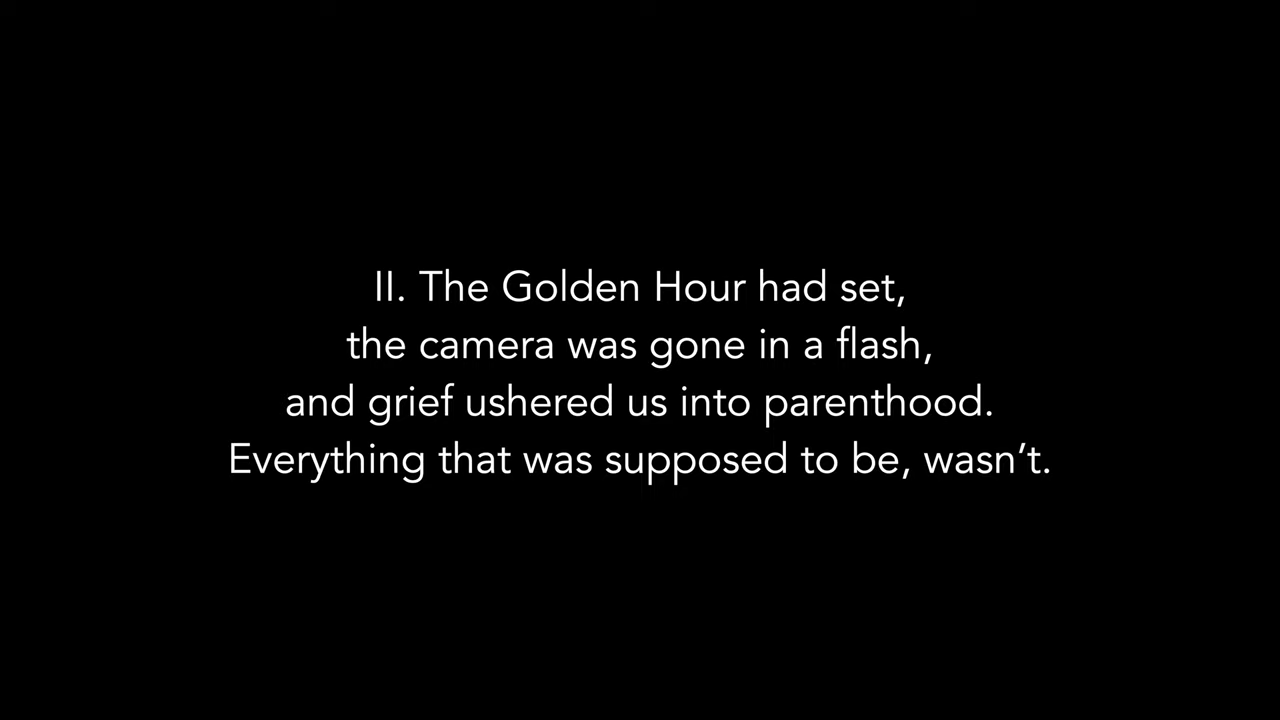 II. The Golden Hour had set,
the camera was gone in a flash,
and grief ushered us into parenthood.
Everything that was supposed to be, wasn’t.